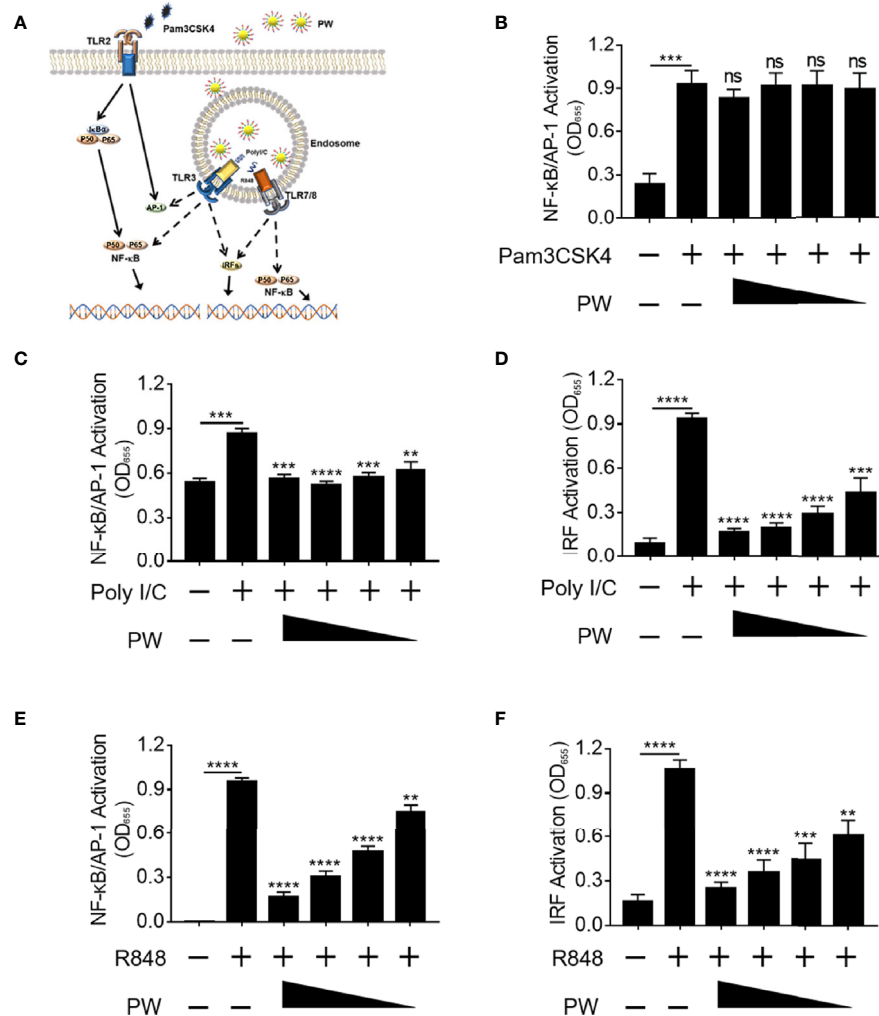 A
Pam3CSK4
PW
TLR2
IκBα
P50 P65
Endosome
PolyI/C
R848
TLR3
TLR7/8
AP-1
P50 P65
NF-κB
IRFs
P50 P65
NF-κB
B
NF-κB/AP-1 Activation
(OD655)
1.2
0.9
0.6
0.3
0.0
***
ns ns ns ns
Pam3CSK4 − + + + + +
PW − −
C
NF-κB/AP-1 Activation
(OD655)
1.2
0.9
0.6
0.3
0.0
***
*** **** *** **
Poly I/C − + + + + +
PW − −
D
IRF Activation (OD655)
1.2
0.9
0.6
0.3
0.0
****
**** **** **** ***
Poly I/C − + + + + +
PW − −
E
NF-κB/AP-1 Activation
(OD655)
1.2
0.9
0.6
0.3
0.0
****
**** **** **** **
R848 − + + + + +
PW − −
F
IRF Activation (OD655)
1.2
0.9
0.6
0.3
0.0
****
**** **** *** **
R848 − + + + + +
PW − −